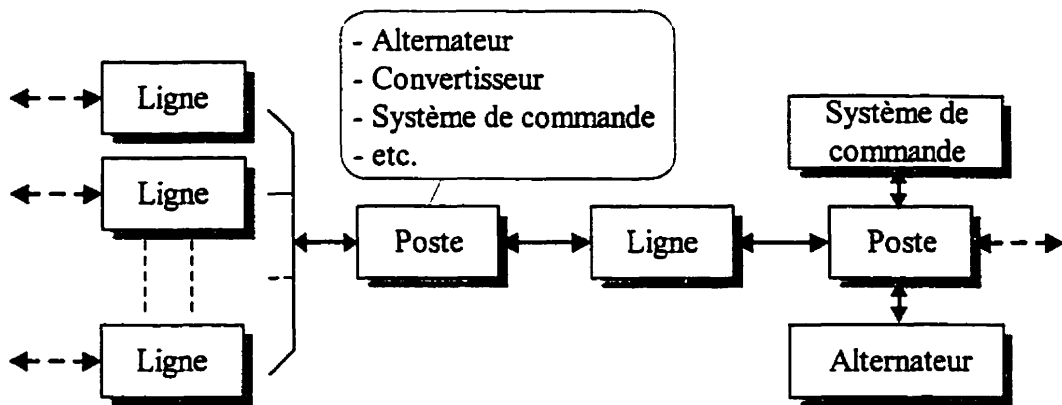 - Alternateur
- Convertisseur
- Système de commande
- etc.
Ligne
Ligne
Ligne
Poste
Ligne
Système de
commande
Poste
Alternateur